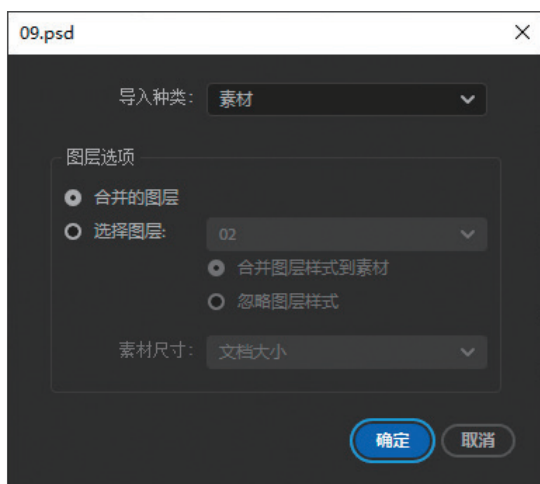 09.psd
导入种类: 素材
图层选项
合并的图层
选择图层: 02
合并图层样式到素材
忽略图层样式
素材尺寸: 文档大小
确定 取消